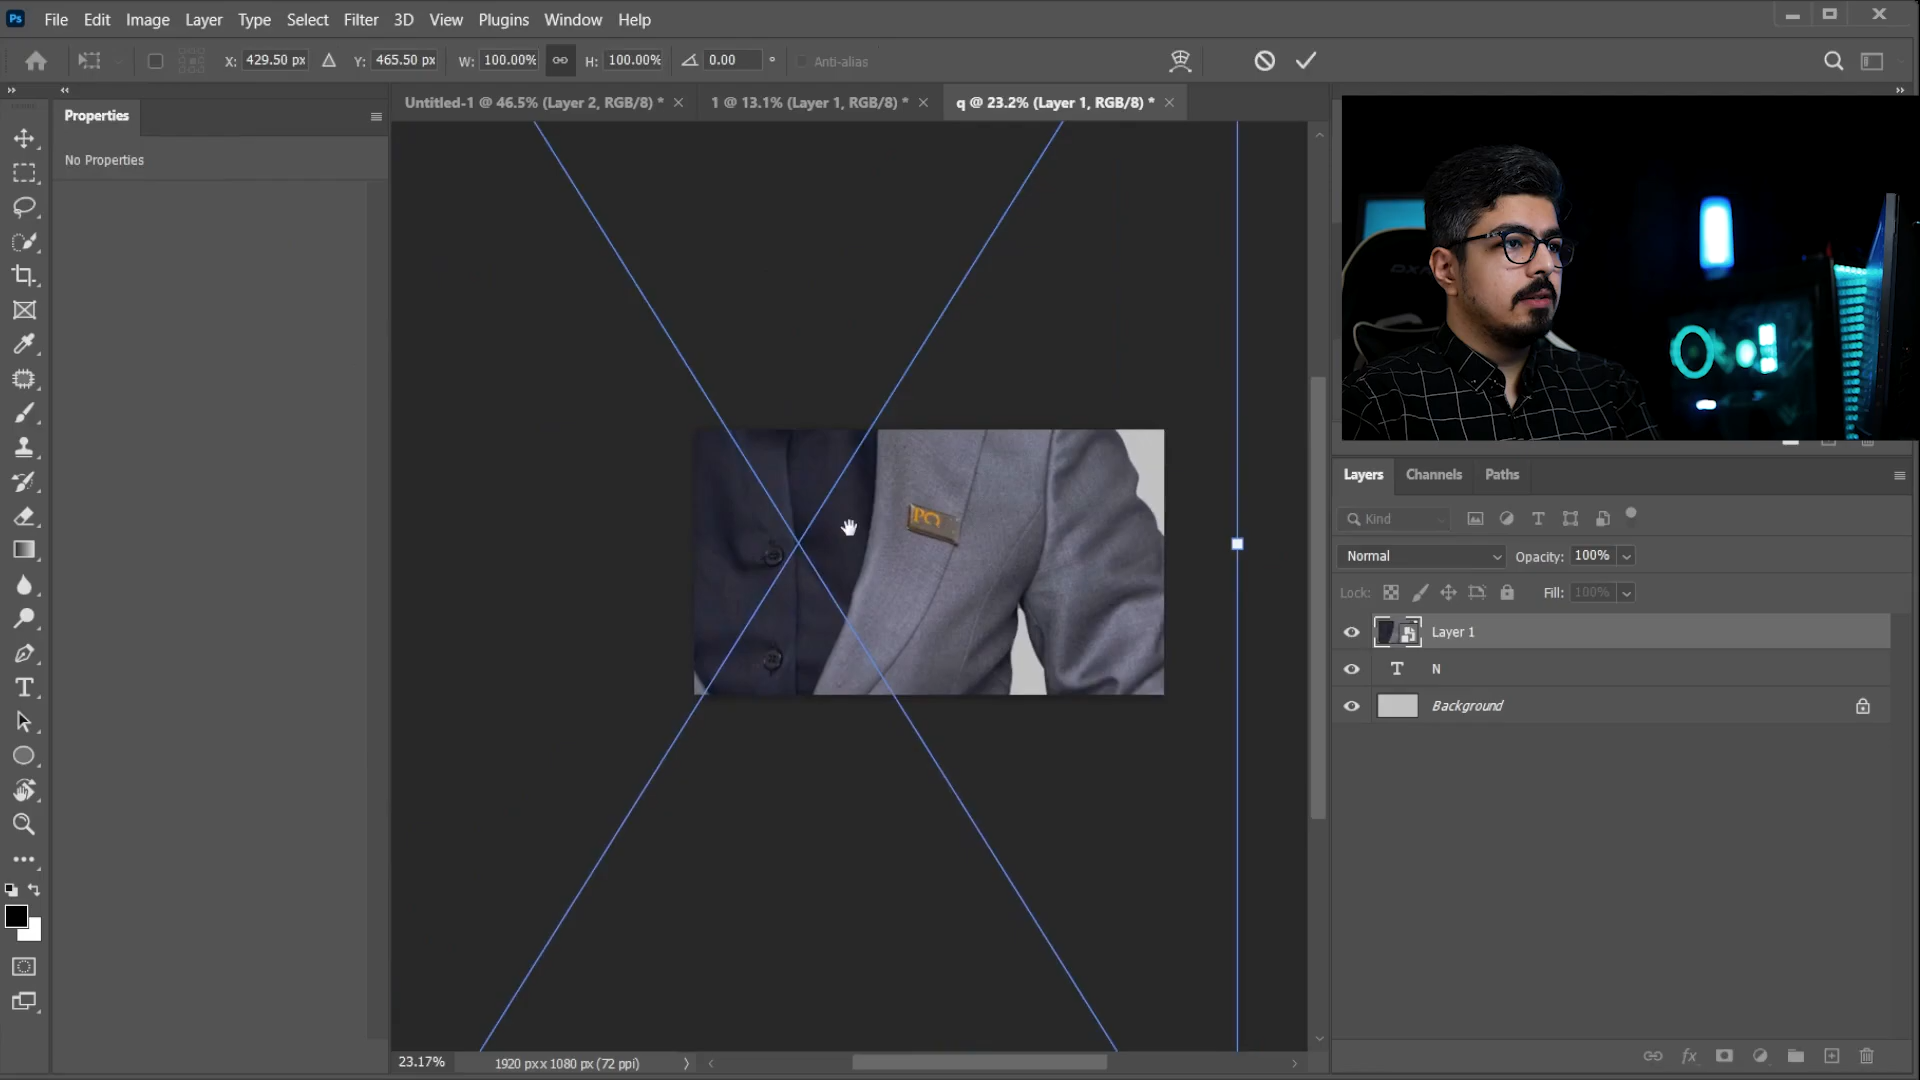 Ps File Edit Image Layer Type Select Filter 3D View Plugins Window Help
X: 429.50 px Y: 465.50 px W: 100.00% H: 100.00% 0.00 ° Anti-alias
Untitled-1 @ 46.5% (Layer 2, RGB/8) * 1 @ 13.1% (Layer 1, RGB/8) * q @ 23.2% (Layer 1, RGB/8) *
Properties
No Properties
Layers Channels Paths
Kind
Normal Opacity: 100%
Lock: Fill: 100%
Layer 1
T N
Background
23.17% 1920 px x 1080 px (72 ppi)